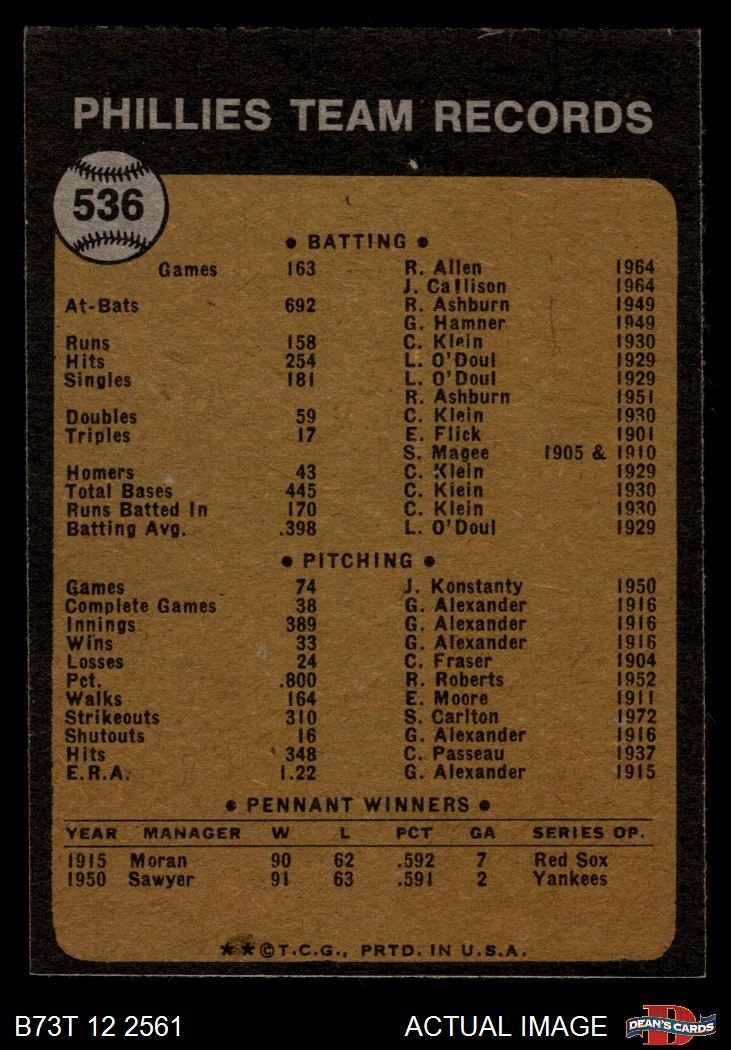 PHILLIES TEAM RECORDS
536
• BATTING •
Games 163 R. Allen 1964
J. Callison 1964
At-Bats 692 R. Ashburn 1949
G. Hamner 1949
Runs 158 C. Klein 1930
Hits 254 L. O'Doul 1929
Singles 181 L. O'Doul 1929
R. Ashburn 1951
Doubles 59 C. Klein 1930
Triples 17 E. Flick 1901
S. Magee 1905 & 1910
Homers 43 C. Klein 1929
Total Bases 445 C. Klein 1930
Runs Batted In 170 C. Klein 1930
Batting Avg. .398 L. O'Doul 1929
• PITCHING •
Games 74 J. Konstanty 1950
Complete Games 38 G. Alexander 1916
Innings 389 G. Alexander 1916
Wins 33 G. Alexander 1916
Losses 24 C. Fraser 1904
Pct. .800 R. Roberts 1952
Walks 164 E. Moore 1911
Strikeouts 310 S. Carlton 1972
Shutouts 16 G. Alexander 1916
Hits 348 C. Passeau 1937
E.R.A. 1.22 G. Alexander 1915
• PENNANT WINNERS •
YEAR MANAGER W L PCT GA SERIES OP.
1915 Moran 90 62 .592 7 Red Sox
1950 Sawyer 91 63 .591 2 Yankees
★★©T.C.G., PRTD. IN U.S.A.
B73T 12 2561 ACTUAL IMAGE D DEAN'S CARDS